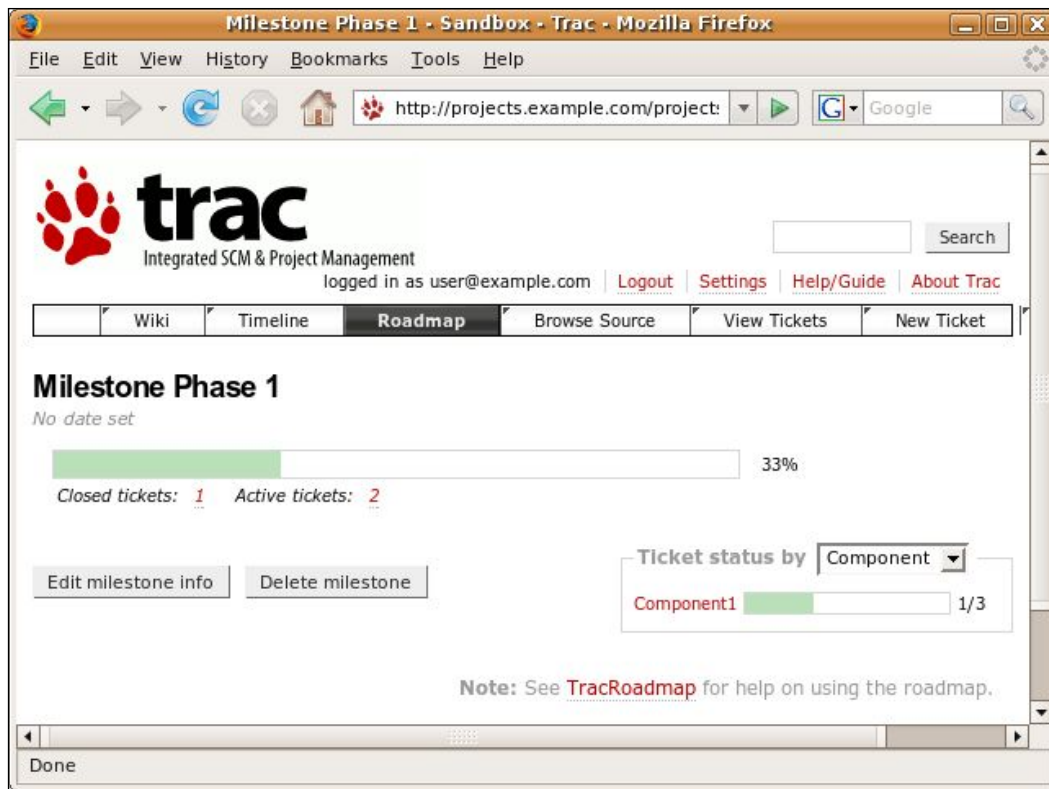 Milestone Phase 1 - Sandbox - Trac - Mozilla Firefox
File Edit View History Bookmarks Tools Help
http://projects.example.com/project: G Google
trac
Integrated SCM & Project Management
Search
logged in as user@example.com Logout Settings Help/Guide About Trac
Wiki Timeline Roadmap Browse Source View Tickets New Ticket
Milestone Phase 1
No date set
33%
Closed tickets: 1 Active tickets: 2
Ticket status by Component
Edit milestone info Delete milestone
Component1 1/3
Note: See TracRoadmap for help on using the roadmap.
Done